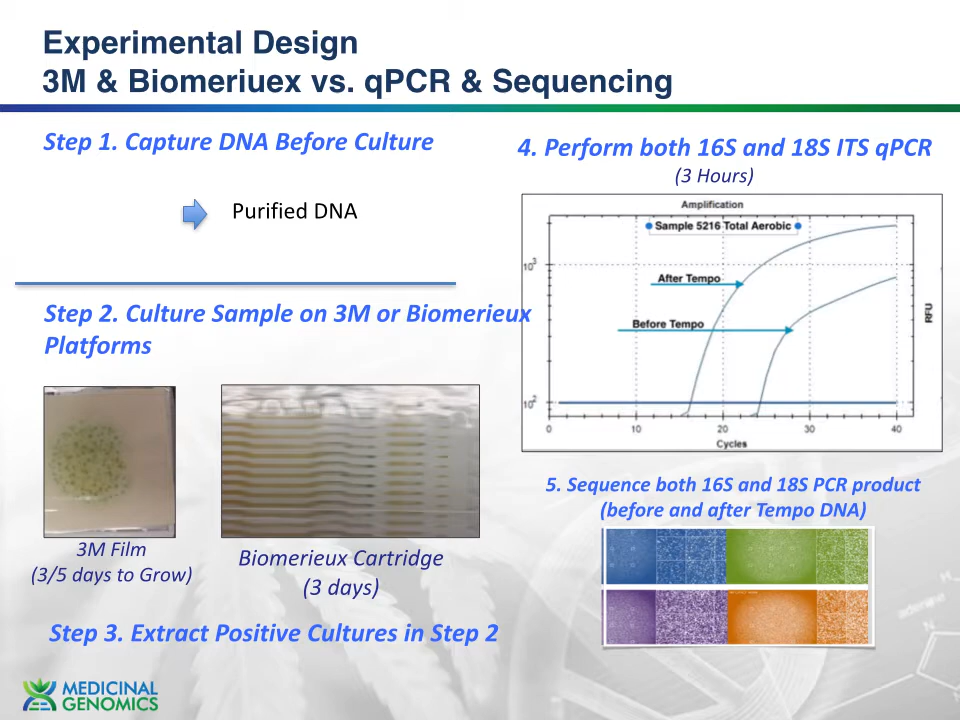 Experimental Design
3M & Biomeriuex vs. qPCR & Sequencing
Step 1. Capture DNA Before Culture
Purified DNA
Step 2. Culture Sample on 3M or Biomerieux
Platforms
3M Film
(3/5 days to Grow)
Biomerieux Cartridge
(3 days)
Step 3. Extract Positive Cultures in Step 2
4. Perform both 16S and 18S ITS qPCR
(3 Hours)
Amplification
Sample 5216 Total Aerobic
10³
After Tempo
Before Tempo
RFU
10²
0 10 20 30 40
Cycles
5. Sequence both 16S and 18S PCR product
(before and after Tempo DNA)
MEDICINAL
GENOMICS